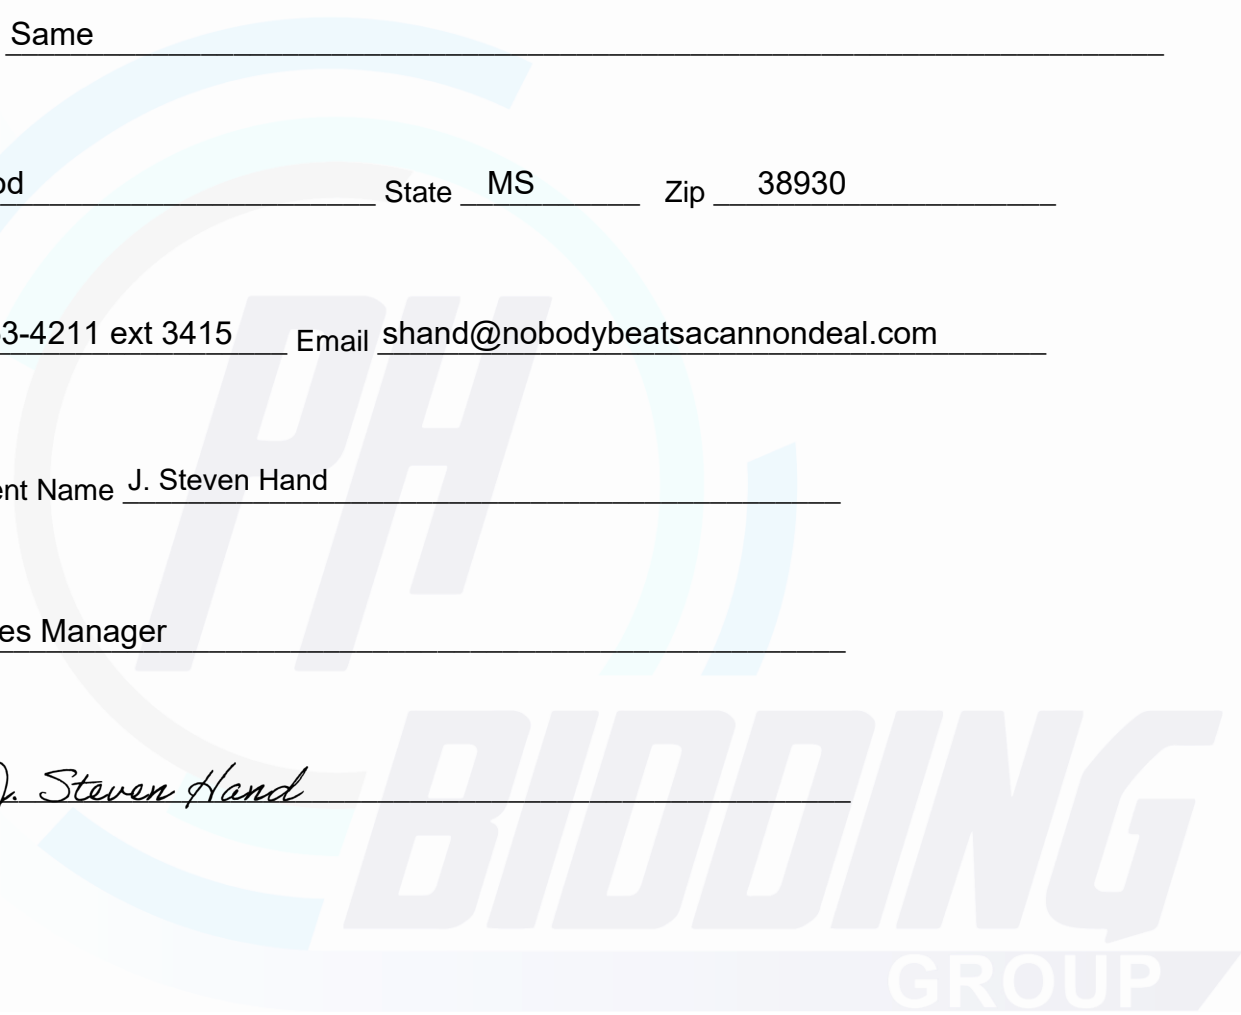 Same
od State MS Zip 38930
3-4211 ext 3415 Email shand@nobodybeatsacannondeal.com
ent Name J. Steven Hand
es Manager
J. Steven Hand
PH
BIDDING
GROUP